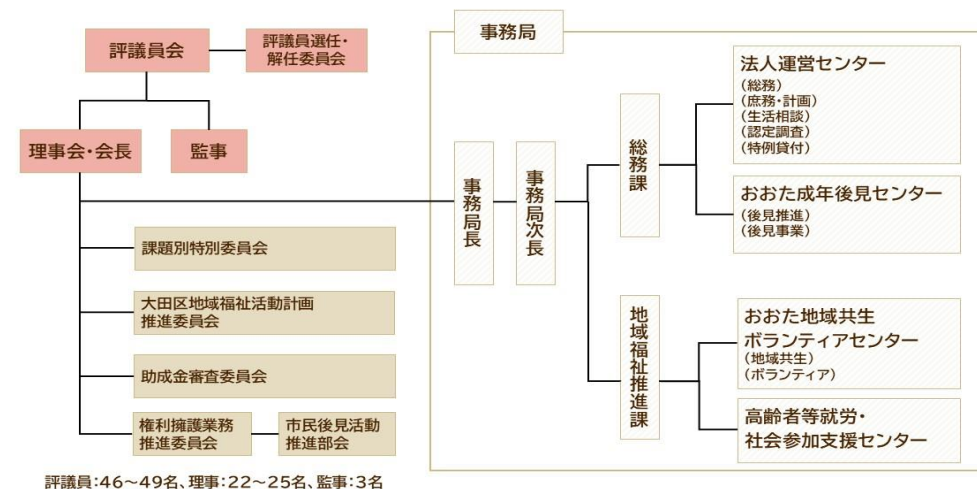 評議員会
評議員選任・
解任委員会
理事会・会長
監事
課題別特別委員会
大田区地域福祉活動計画
推進委員会
助成金審査委員会
権利擁護業務
推進委員会
市民後見活動
推進部会
評議員:46～49名、理事:22～25名、監事:3名
事務局
事務局長
事務局次長
総務課
法人運営センター
(総務)
(庶務・計画)
(生活相談)
(認定調査)
(特例貸付)
おおた成年後見センター
(後見推進)
(後見事業)
地域福祉推進課
おおた地域共生
ボランティアセンター
(地域共生)
(ボランティア)
高齢者等就労・
社会参加支援センター